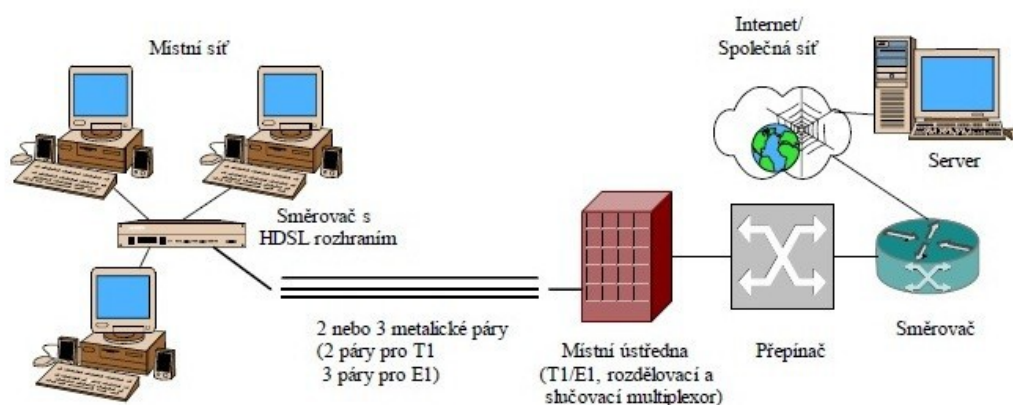 Místní síť
Internet/
Společná síť
Server
Směrovač s
HDSL rozhraním
2 nebo 3 metalické páry
(2 páry pro T1
3 páry pro E1)
Místní ústředna
(T1/E1, rozdělovací a
slučovací multiplexor)
Přepínač
Směrovač